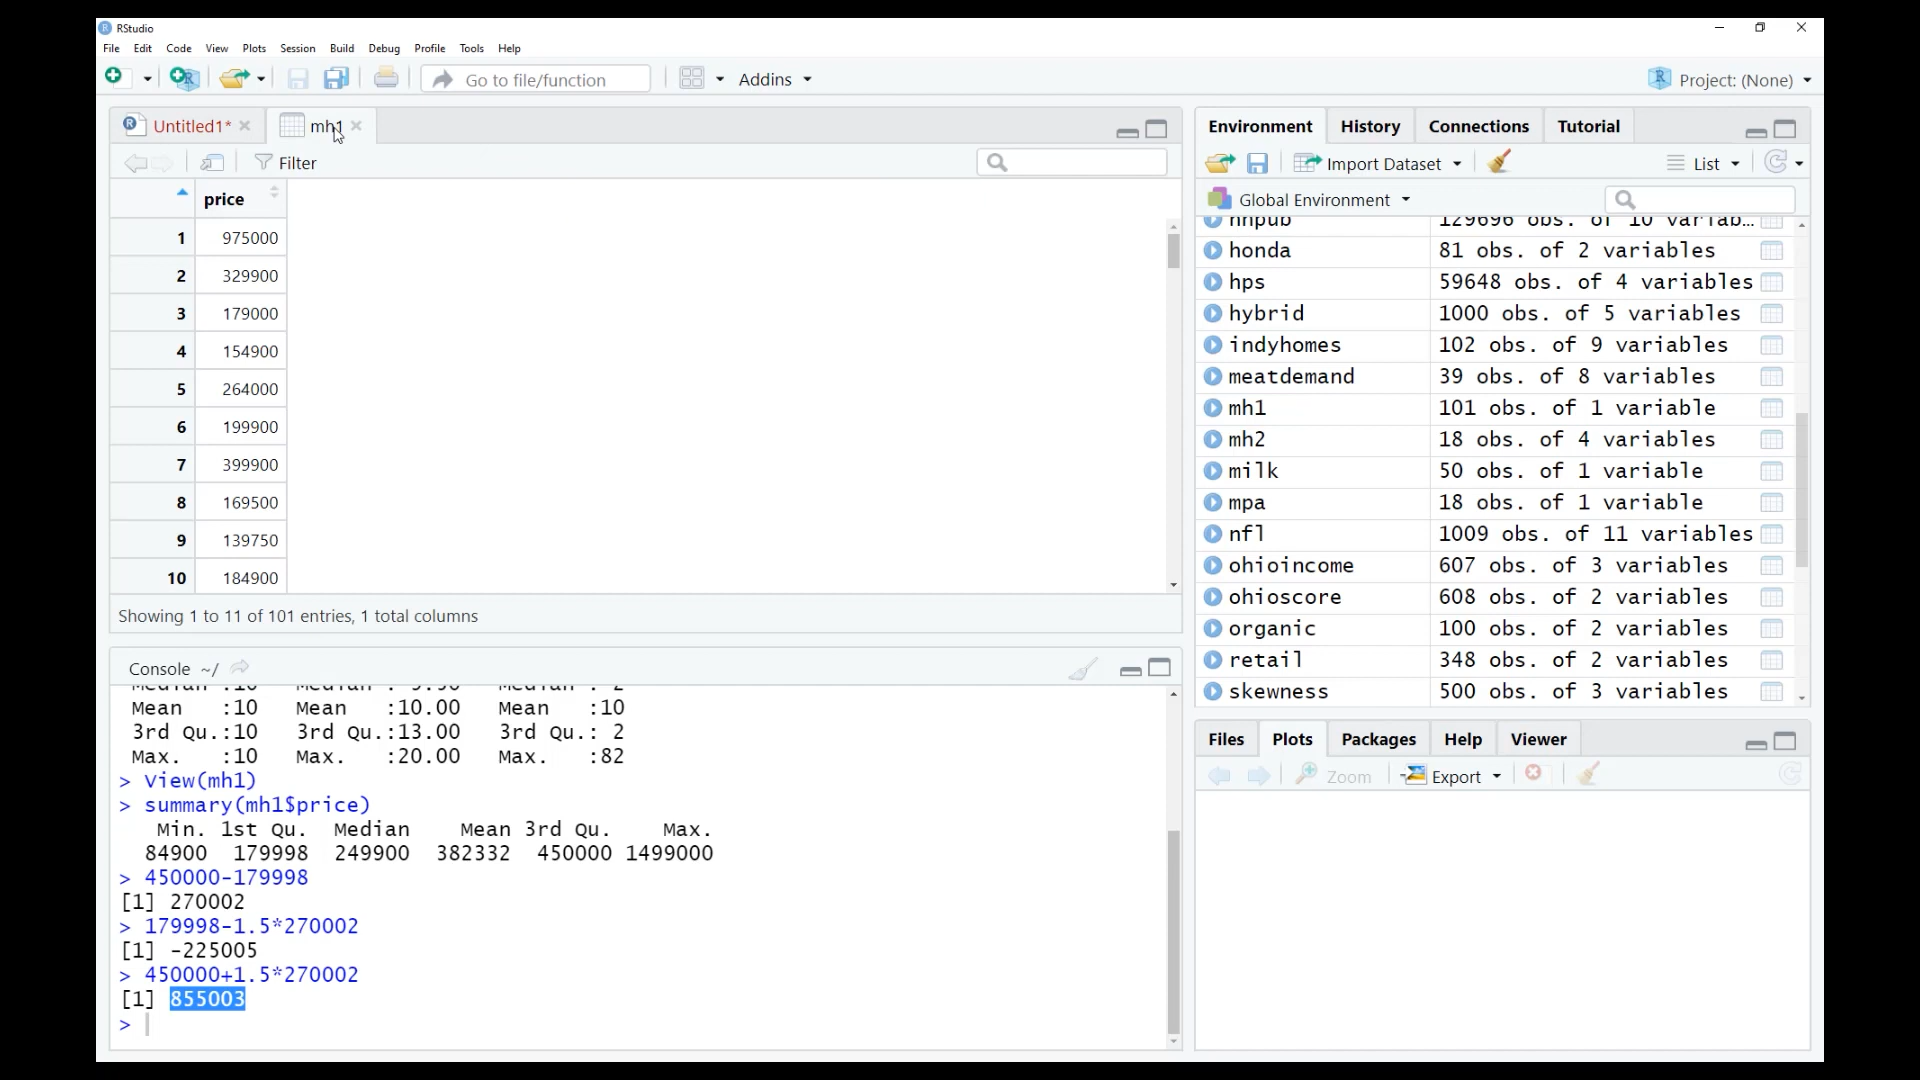 RStudio
File Edit Code View Plots Session Build Debug Profile Tools Help
Go to file/function Addins Project: (None)
Untitled1* mh1
Filter
price
1 975000
2 329900
3 179000
4 154900
5 264000
6 199900
7 399900
8 169500
9 139750
10 184900
Showing 1 to 11 of 101 entries, 1 total columns
Console ~/
Mean :10 Mean :10.00 Mean :10
3rd Qu.:10 3rd Qu.:13.00 3rd Qu.: 2
Max. :10 Max. :20.00 Max. :82
> View(mh1)
> summary(mh1$price)
Min. 1st Qu. Median Mean 3rd Qu. Max.
84900 179998 249900 382332 450000 1499000
> 450000-179998
[1] 270002
> 179998-1.5*270002
[1] -225005
> 450000+1.5*270002
[1] 855003
>
Environment History Connections Tutorial
Import Dataset List
Global Environment
129696 obs. of 10 variab...
honda 81 obs. of 2 variables
hps 59648 obs. of 4 variables
hybrid 1000 obs. of 5 variables
indyhomes 102 obs. of 9 variables
meatdemand 39 obs. of 8 variables
mh1 101 obs. of 1 variable
mh2 18 obs. of 4 variables
milk 50 obs. of 1 variable
mpa 18 obs. of 1 variable
nfl 1009 obs. of 11 variables
ohioincome 607 obs. of 3 variables
ohioscore 608 obs. of 2 variables
organic 100 obs. of 2 variables
retail 348 obs. of 2 variables
skewness 500 obs. of 3 variables
Files Plots Packages Help Viewer
Zoom Export